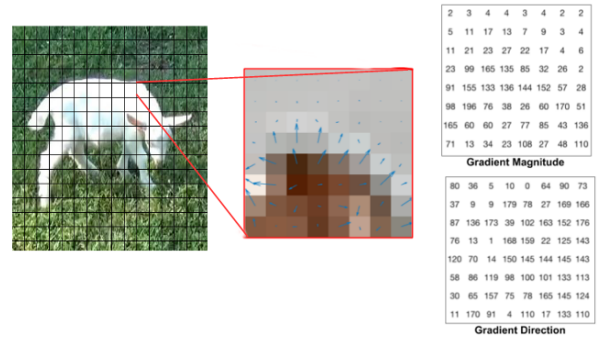 2 3 4 4 3 4 2 2
5 11 17 13 7 9 3 4
11 21 23 27 22 17 4 6
23 99 165 135 85 32 26 2
91 155 133 136 144 152 57 28
98 196 76 38 26 60 170 51
165 60 60 27 77 85 43 136
71 13 34 23 108 27 48 110
Gradient Magnitude
80 36 5 10 0 64 90 73
37 9 9 179 78 27 169 166
87 136 173 39 102 163 152 176
76 13 1 168 159 22 125 143
120 70 14 150 145 144 145 143
58 86 119 98 100 101 133 113
30 65 157 75 78 165 145 124
11 170 91 4 110 17 133 110
Gradient Direction